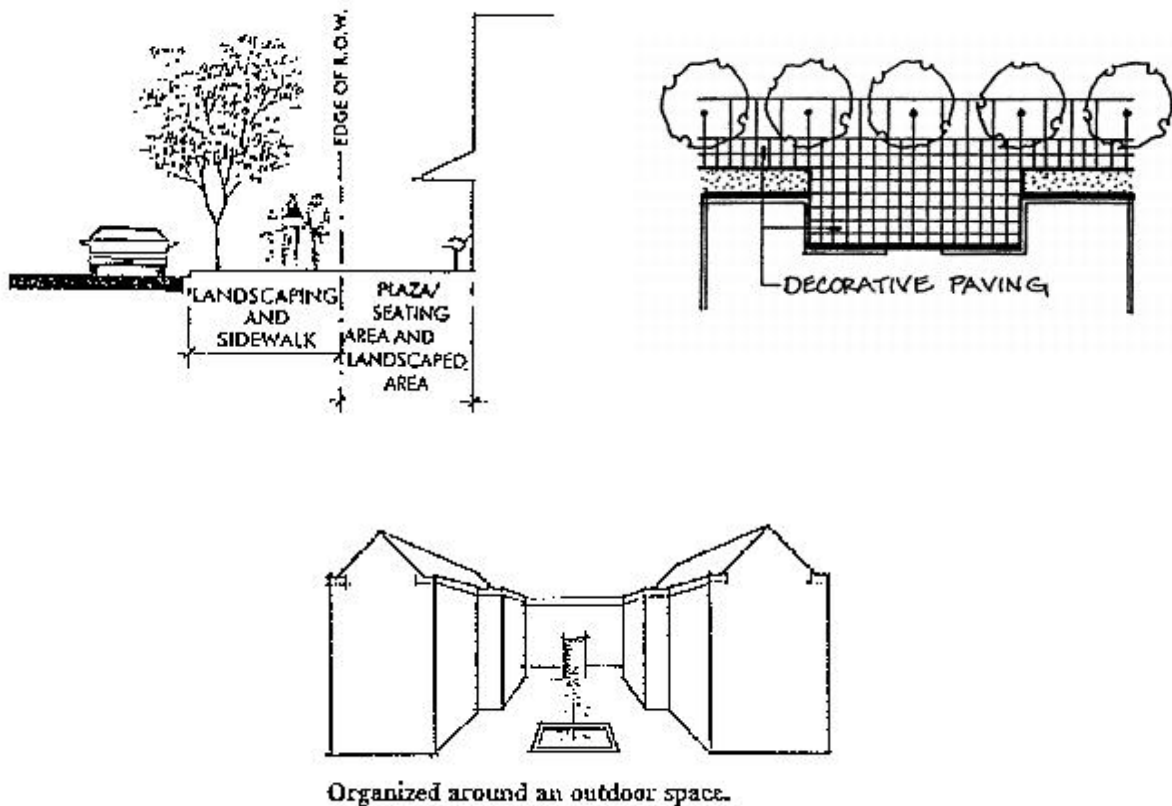 EDGE OF R.O.W.
LANDSCAPING
AND
SIDEWALK
PLAZA/
SEATING
AREA AND
LANDSCAPED
AREA
DECORATIVE PAVING
Organized around an outdoor space.